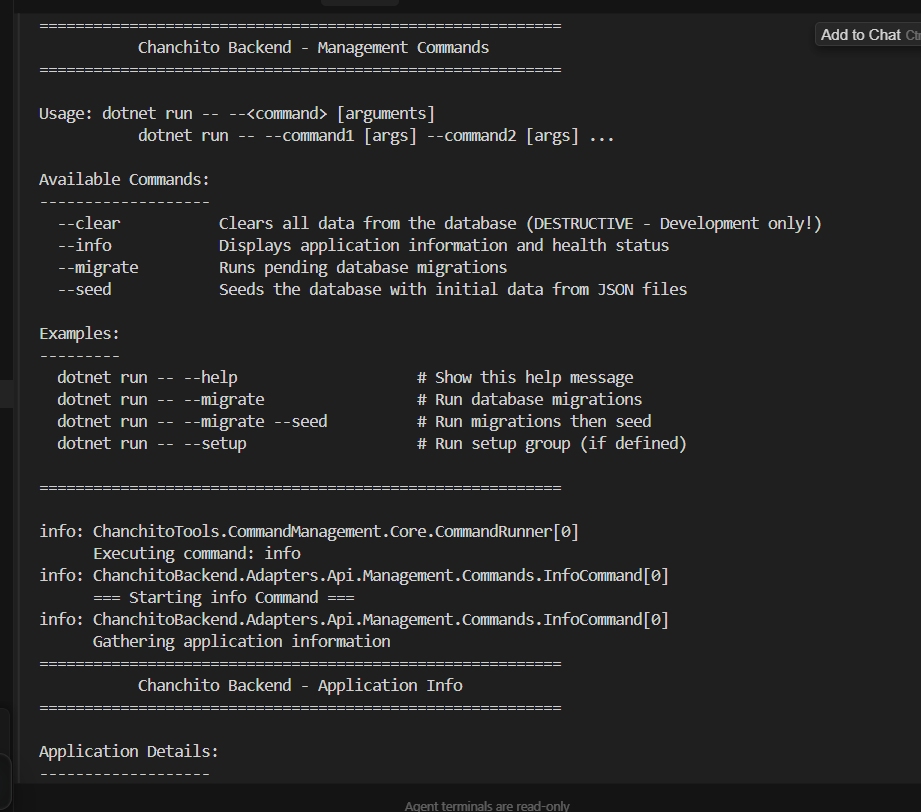 ==========================================================
Chanchito Backend - Management Commands
==========================================================
Add to Chat
Usage: dotnet run -- --<command> [arguments]
dotnet run -- --command1 [args] --command2 [args] ...
Available Commands:
-------------------
--clear Clears all data from the database (DESTRUCTIVE - Development only!)
--info Displays application information and health status
--migrate Runs pending database migrations
--seed Seeds the database with initial data from JSON files
Examples:
---------
dotnet run -- --help # Show this help message
dotnet run -- --migrate # Run database migrations
dotnet run -- --migrate --seed # Run migrations then seed
dotnet run -- --setup # Run setup group (if defined)
==========================================================
info: ChanchitoTools.CommandManagement.Core.CommandRunner[0]
Executing command: info
info: ChanchitoBackend.Adapters.Api.Management.Commands.InfoCommand[0]
=== Starting info Command ===
info: ChanchitoBackend.Adapters.Api.Management.Commands.InfoCommand[0]
Gathering application information
==========================================================
Chanchito Backend - Application Info
==========================================================
Application Details:
-------------------
Agent terminals are read-only